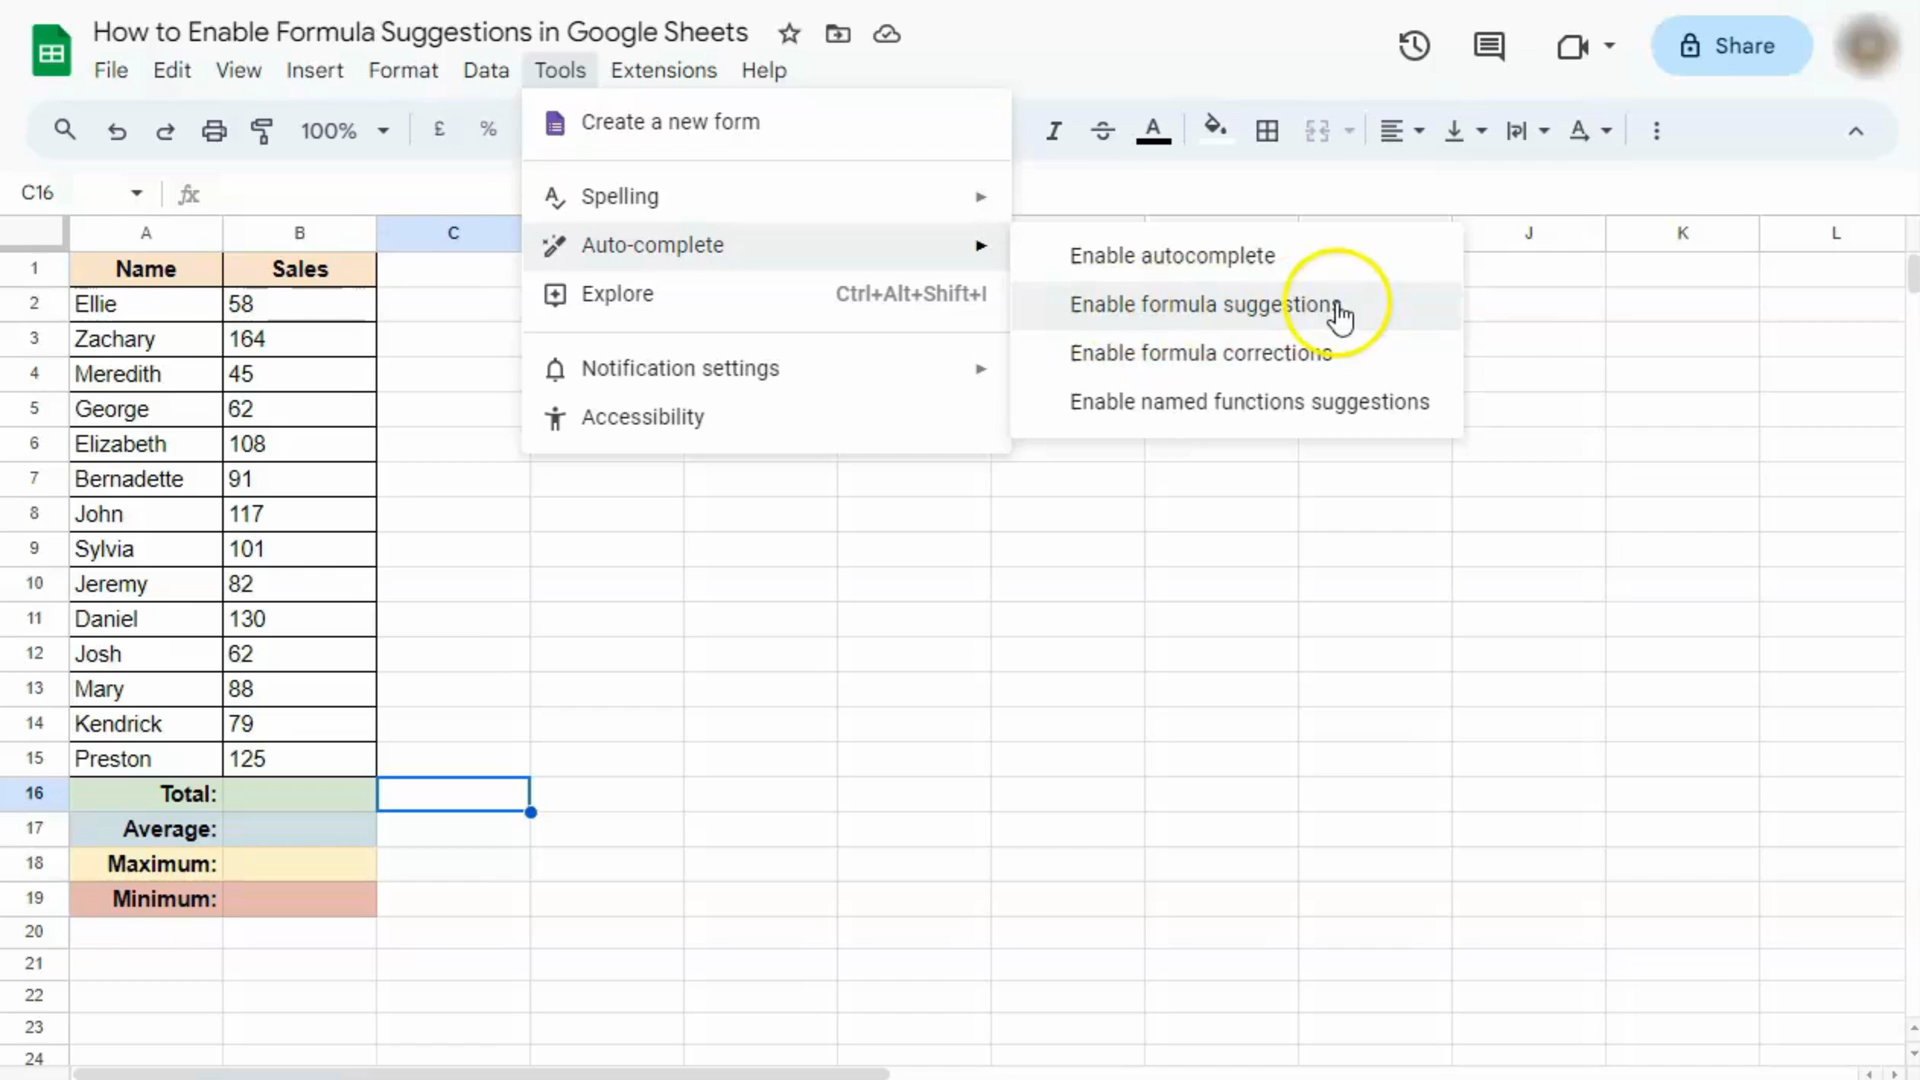 How to Enable Formula Suggestions in Google Sheets
Share
File Edit View Insert Format Data Tools Extensions Help
100% £ % I S A A
Create a new form
Spelling
Auto-complete
Explore Ctrl+Alt+Shift+I
Notification settings
Accessibility
Enable autocomplete
Enable formula suggestions
Enable formula corrections
Enable named functions suggestions
C16 fx
A B C J K L
1 Name Sales
2 Ellie 58
3 Zachary 164
4 Meredith 45
5 George 62
6 Elizabeth 108
7 Bernadette 91
8 John 117
9 Sylvia 101
10 Jeremy 82
11 Daniel 130
12 Josh 62
13 Mary 88
14 Kendrick 79
15 Preston 125
16 Total:
17 Average:
18 Maximum:
19 Minimum:
20
21
22
23
24